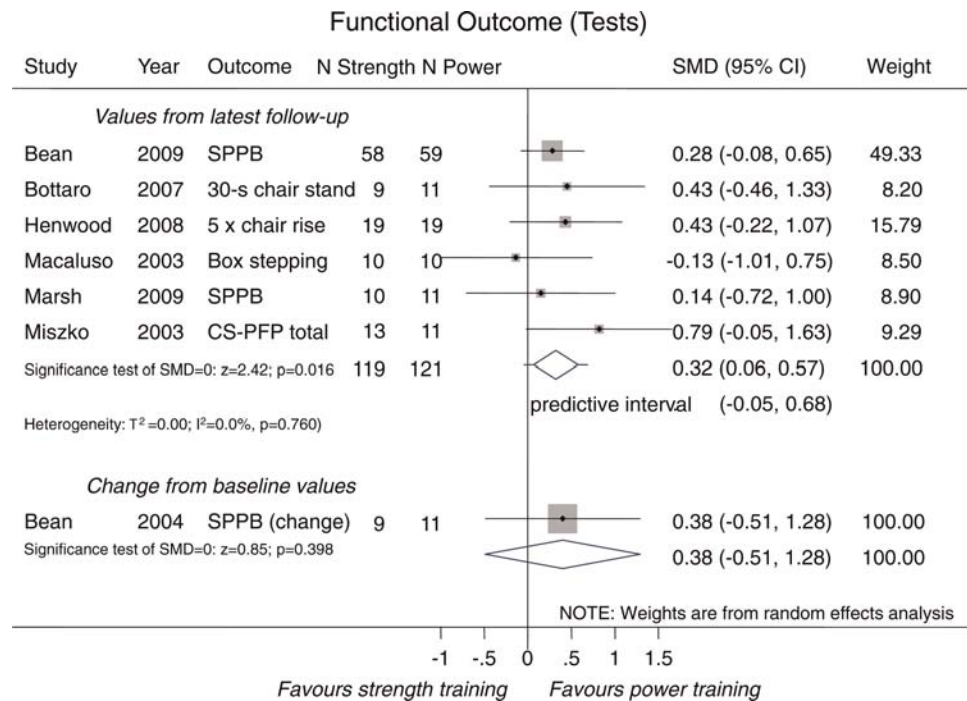 Functional Outcome (Tests)
Study Year Outcome N Strength N Power SMD (95% CI) Weight
Values from latest follow-up
Bean 2009 SPPB 58 59 0.28 (-0.08, 0.65) 49.33
Bottaro 2007 30-s chair stand 9 11 0.43 (-0.46, 1.33) 8.20
Henwood 2008 5 x chair rise 19 19 0.43 (-0.22, 1.07) 15.79
Macaluso 2003 Box stepping 10 10 -0.13 (-1.01, 0.75) 8.50
Marsh 2009 SPPB 10 11 0.14 (-0.72, 1.00) 8.90
Miszko 2003 CS-PFP total 13 11 0.79 (-0.05, 1.63) 9.29
Significance test of SMD=0: z=2.42; p=0.016 119 121 0.32 (0.06, 0.57) 100.00
predictive interval (-0.05, 0.68)
Heterogeneity: T² =0.00; I²=0.0%, p=0.760)
Change from baseline values
Bean 2004 SPPB (change) 9 11 0.38 (-0.51, 1.28) 100.00
Significance test of SMD=0: z=0.85; p=0.398 0.38 (-0.51, 1.28) 100.00
NOTE: Weights are from random effects analysis
-1 -.5 0 .5 1 1.5
Favours strength training Favours power training